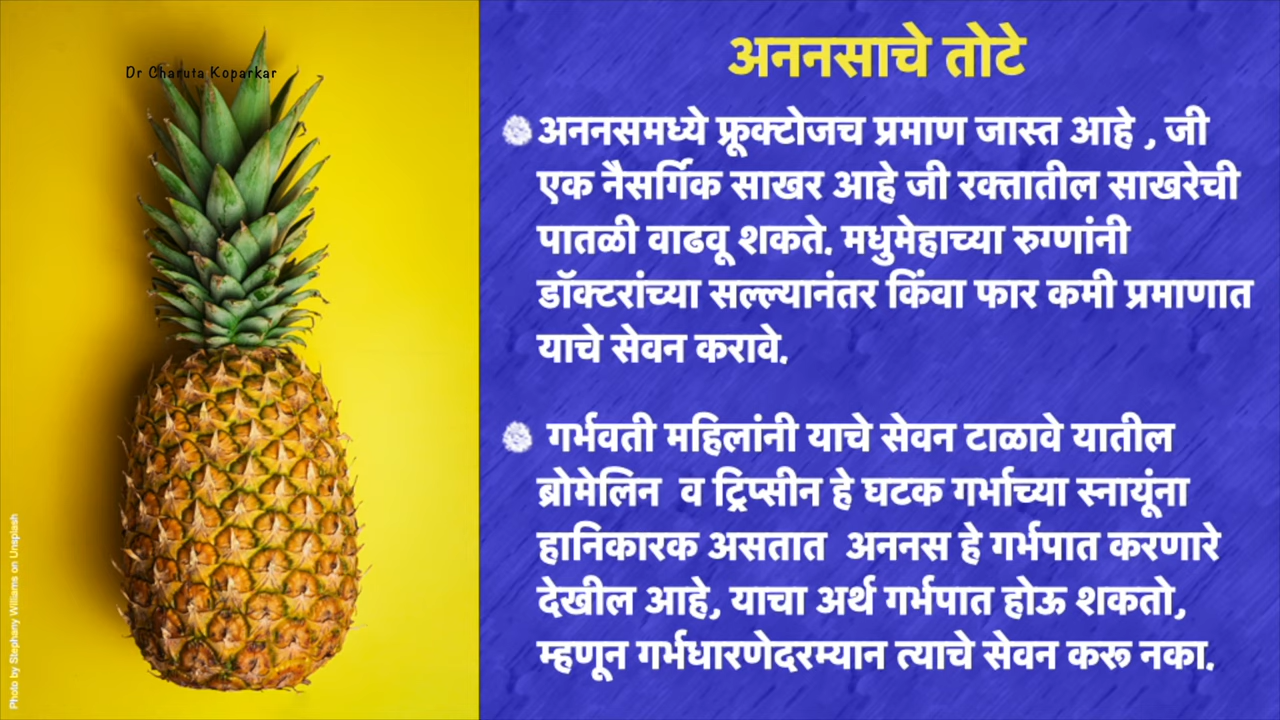 Dr Charuta Koparkar
अननसाचे तोटे
अननसमध्ये फ्रूक्टोजच प्रमाण जास्त आहे , जी
एक नैसर्गिक साखर आहे जी रक्तातील साखरेची
पातळी वाढवू शकते. मधुमेहाच्या रुग्णांनी
डॉक्टरांच्या सल्ल्यानंतर किंवा फार कमी प्रमाणात
याचे सेवन करावे.
गर्भवती महिलांनी याचे सेवन टाळावे यातील
ब्रोमेलिन व ट्रिप्सीन हे घटक गर्भाच्या स्नायूंना
हानिकारक असतात अननस हे गर्भपात करणारे
देखील आहे, याचा अर्थ गर्भपात होऊ शकतो,
म्हणून गर्भधारणेदरम्यान त्याचे सेवन करू नका.
Photo by Stephany Williams on Unsplash